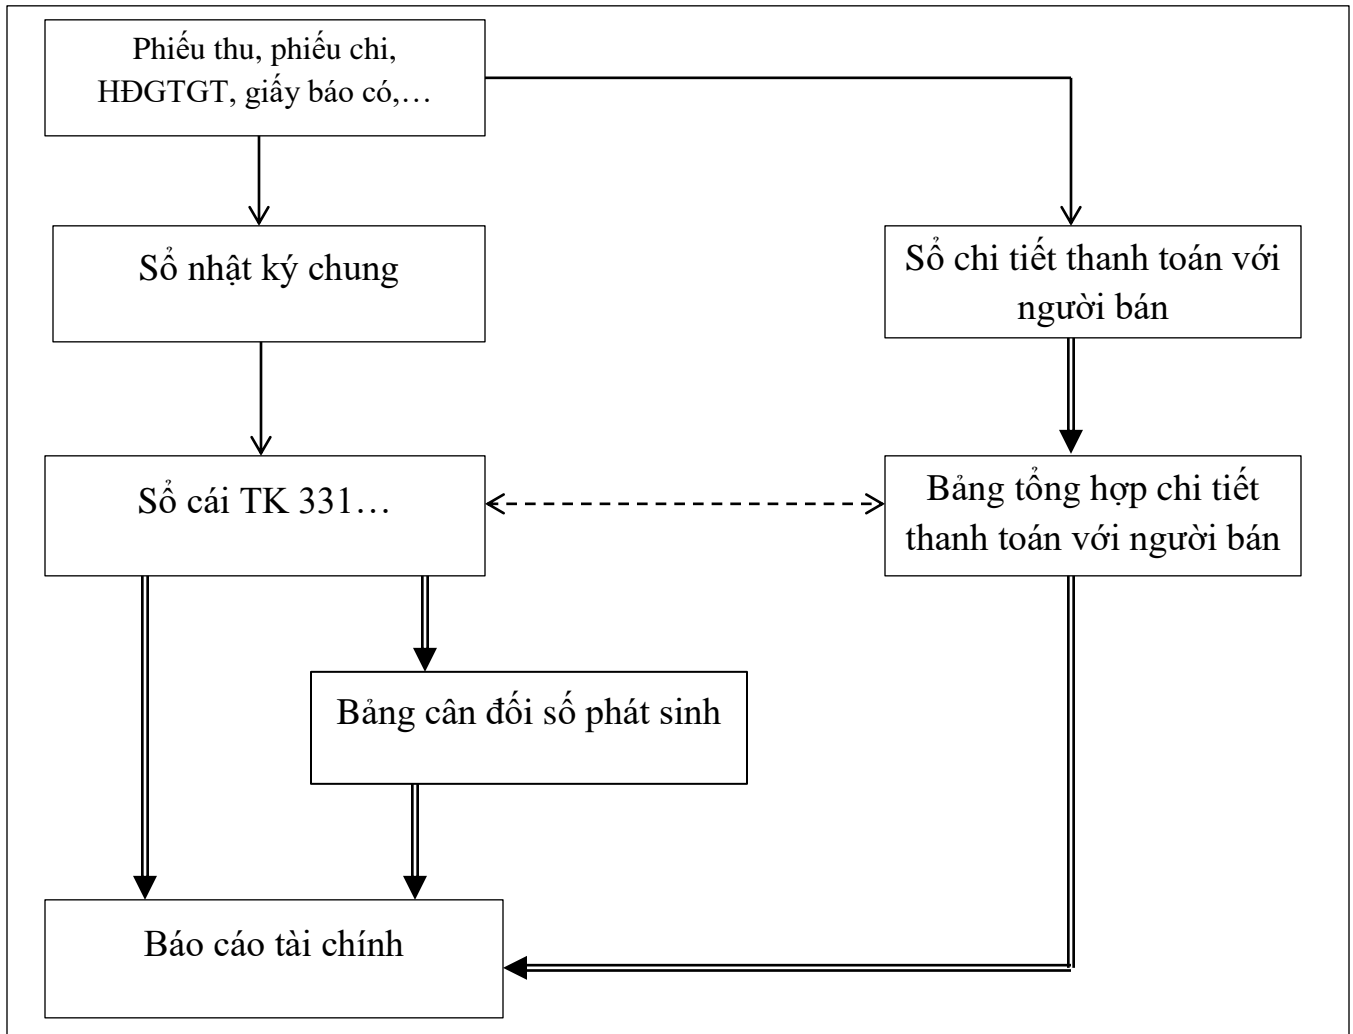 Phiếu thu, phiếu chi,
HĐGTGT, giấy báo có,…
Sổ nhật ký chung
Sổ chi tiết thanh toán với
người bán
Sổ cái TK 331…
Bảng tổng hợp chi tiết
thanh toán với người bán
Bảng cân đối số phát sinh
Báo cáo tài chính